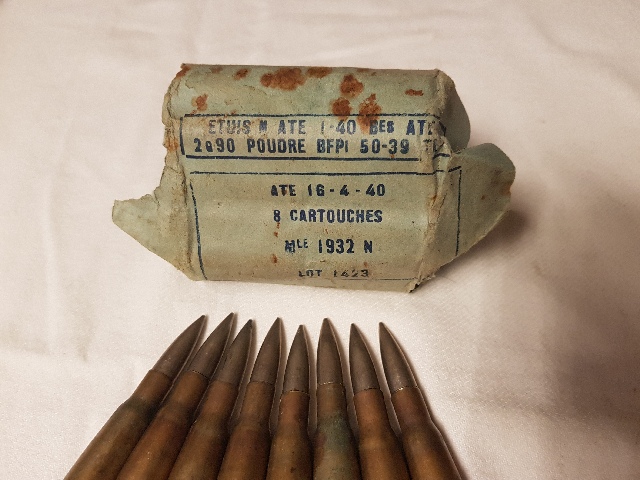 ETUIS N ATE 1-40 Bes ATE
2g90 POUDRE BFP1 50-39
ATE 16-4-40
8 CARTOUCHES
MLE 1932 N
LOT 1423